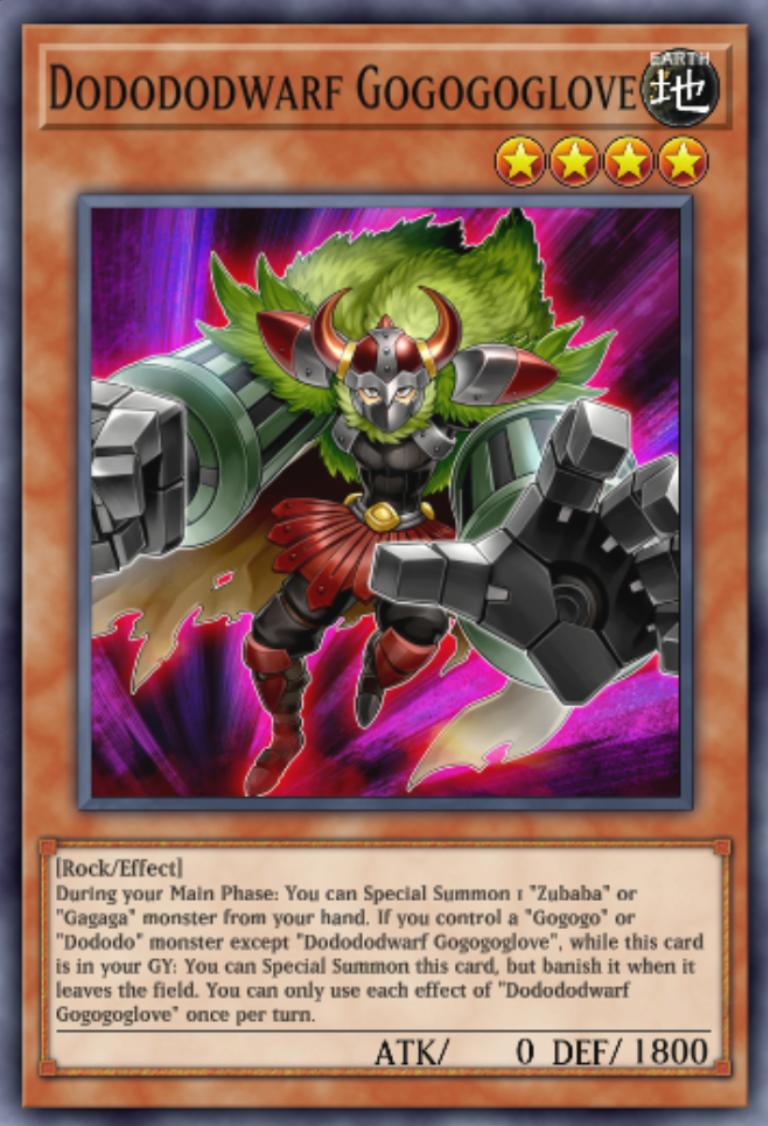 Dodododwarf Gogogoglove
EARTH
地
[Rock/Effect]
During your Main Phase: You can Special Summon 1 "Zubaba" or
"Gagaga" monster from your hand. If you control a "Gogogo" or
"Dododo" monster except "Dodododwarf Gogogoglove", while this card
is in your GY: You can Special Summon this card, but banish it when it
leaves the field. You can only use each effect of "Dodododwarf
Gogogoglove" once per turn.
ATK/ 0 DEF/ 1800